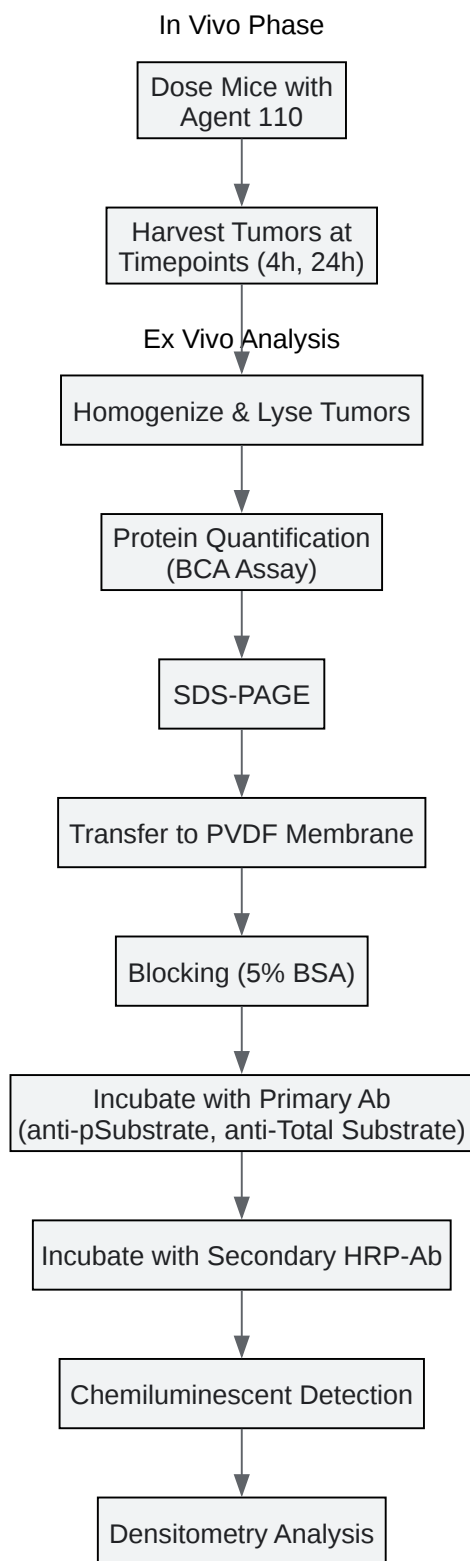 In Vivo Phase
Dose Mice with
Agent 110
Harvest Tumors at
Timepoints (4h, 24h)
Ex Vivo Analysis
Homogenize & Lyse Tumors
Protein Quantification
(BCA Assay)
SDS-PAGE
Transfer to PVDF Membrane
Blocking (5% BSA)
Incubate with Primary Ab
(anti-pSubstrate, anti-Total Substrate)
Incubate with Secondary HRP-Ab
Chemiluminescent Detection
Densitometry Analysis